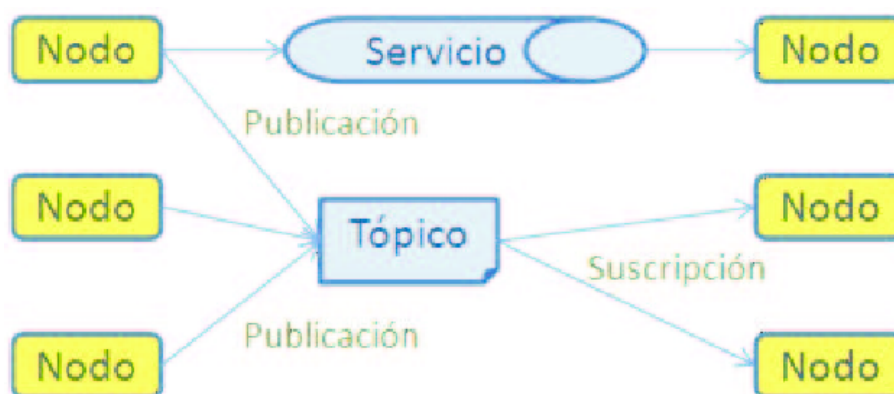 Nodo
Servicio
Nodo
Publicación
Nodo
Tópico
Nodo
Suscripción
Publicación
Nodo
Nodo